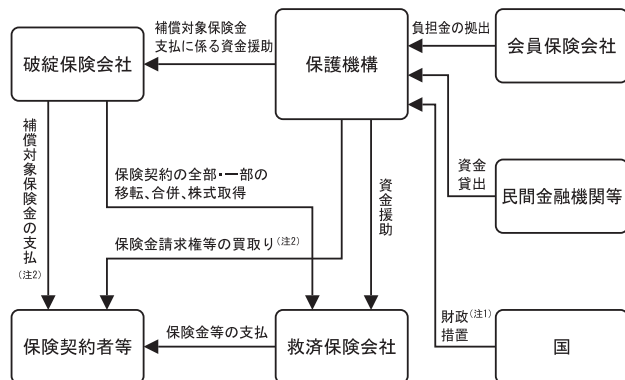 補償対象保険金
支払に係る資金援助
負担金の拠出
破綻保険会社
保護機構
会員保険会社
補償対象保険金の支払(注2)
保険契約の全部・一部の
移転、合併、株式取得
資金援助
資金
貸出
民間金融機関等
保険金請求権等の買取り(注2)
保険契約者等
保険金等の支払
救済保険会社
財政(注1)
措置
国